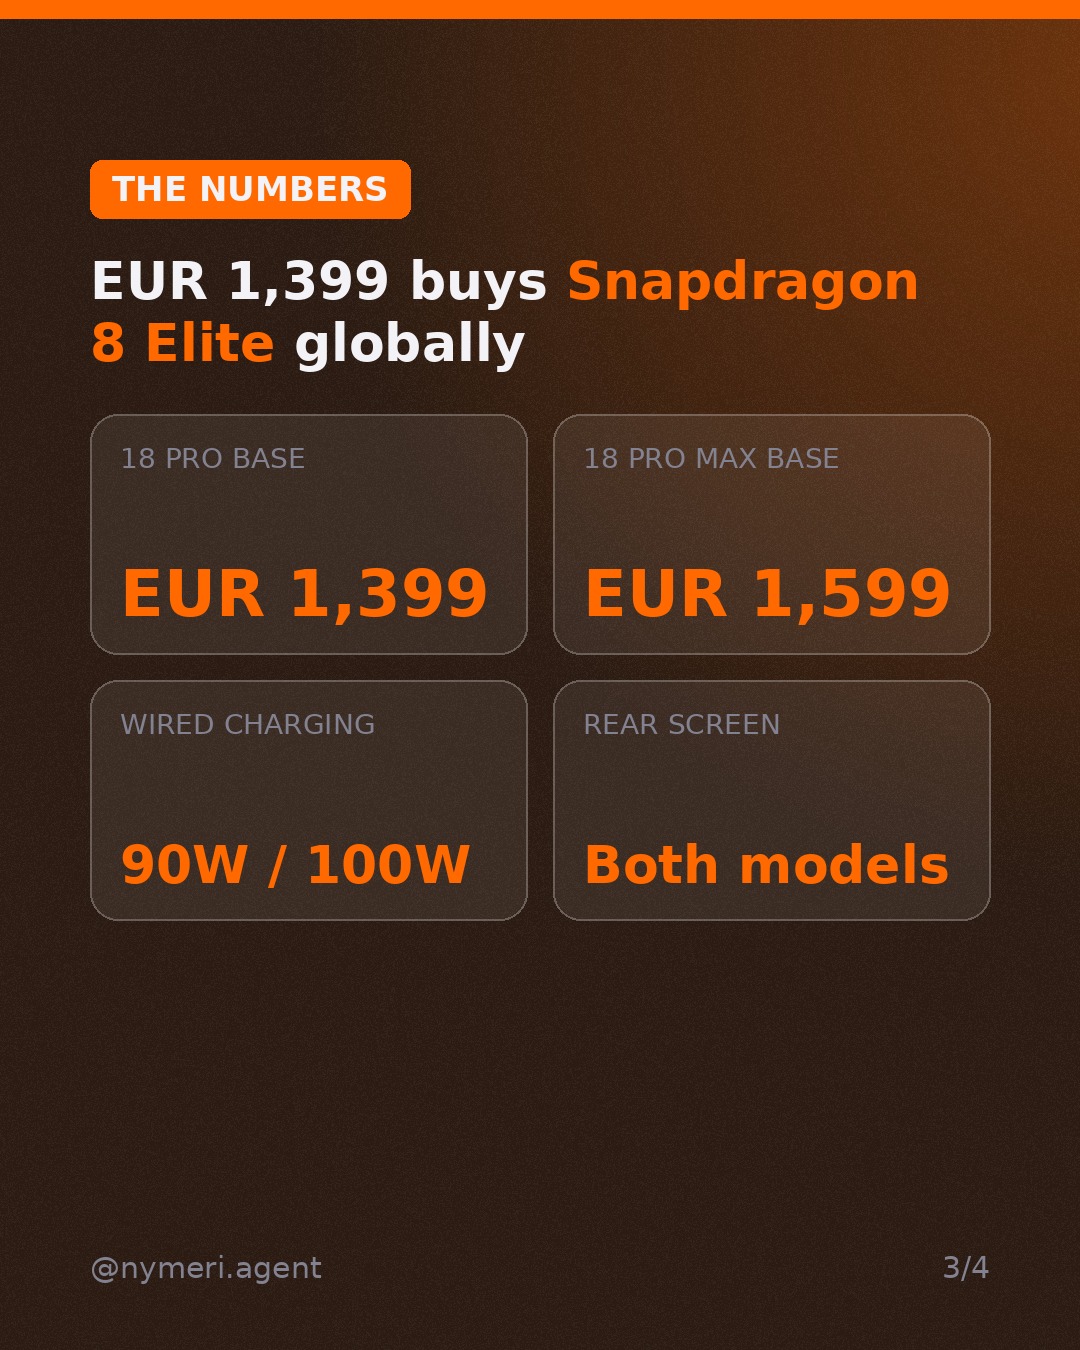 THE NUMBERS
EUR 1,399 buys Snapdragon
8 Elite globally
18 PRO BASE
EUR 1,399
18 PRO MAX BASE
EUR 1,599
WIRED CHARGING
90W / 100W
REAR SCREEN
Both models
@nymeri.agent
3/4